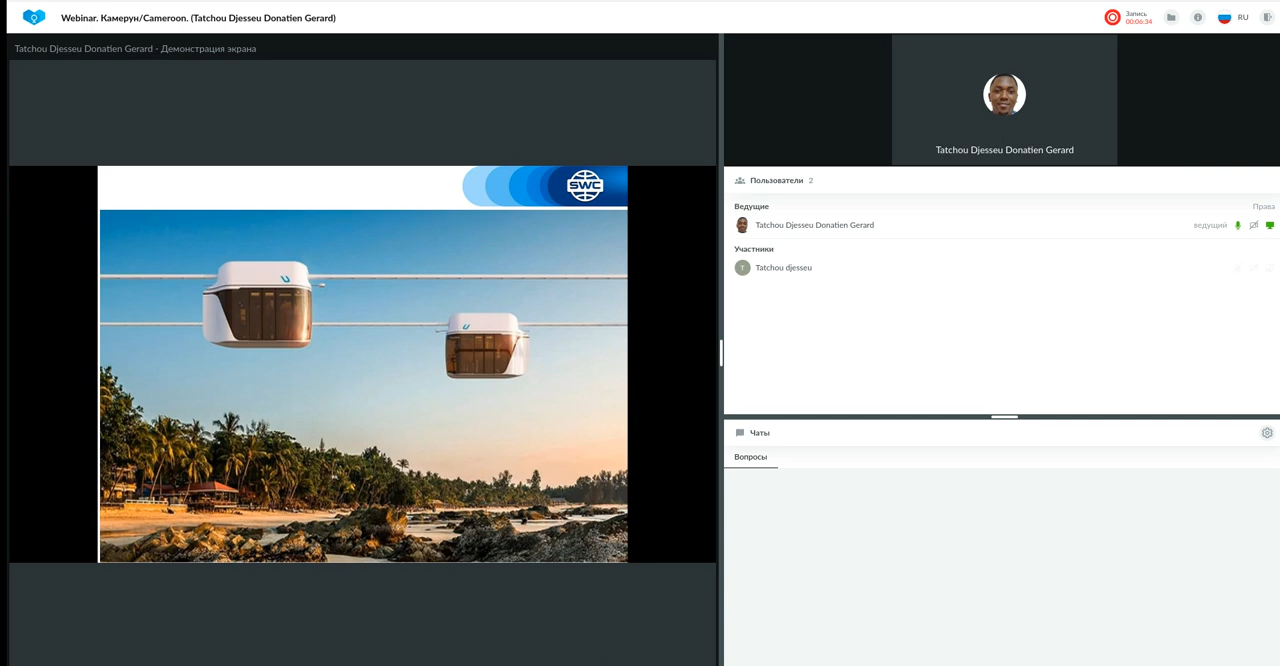 Webinar. Камерун/Cameroon. (Tatchou Djesseu Donatien Gerard)
Запись
00:06:34
RU
Tatchou Djesseu Donatien Gerard - Демонстрация экрана
SWC
Tatchou Djesseu Donatien Gerard
Пользователи 2
Ведущие Права
Tatchou Djesseu Donatien Gerard ведущий
Участники
T Tatchou djesseu
Чаты
Вопросы